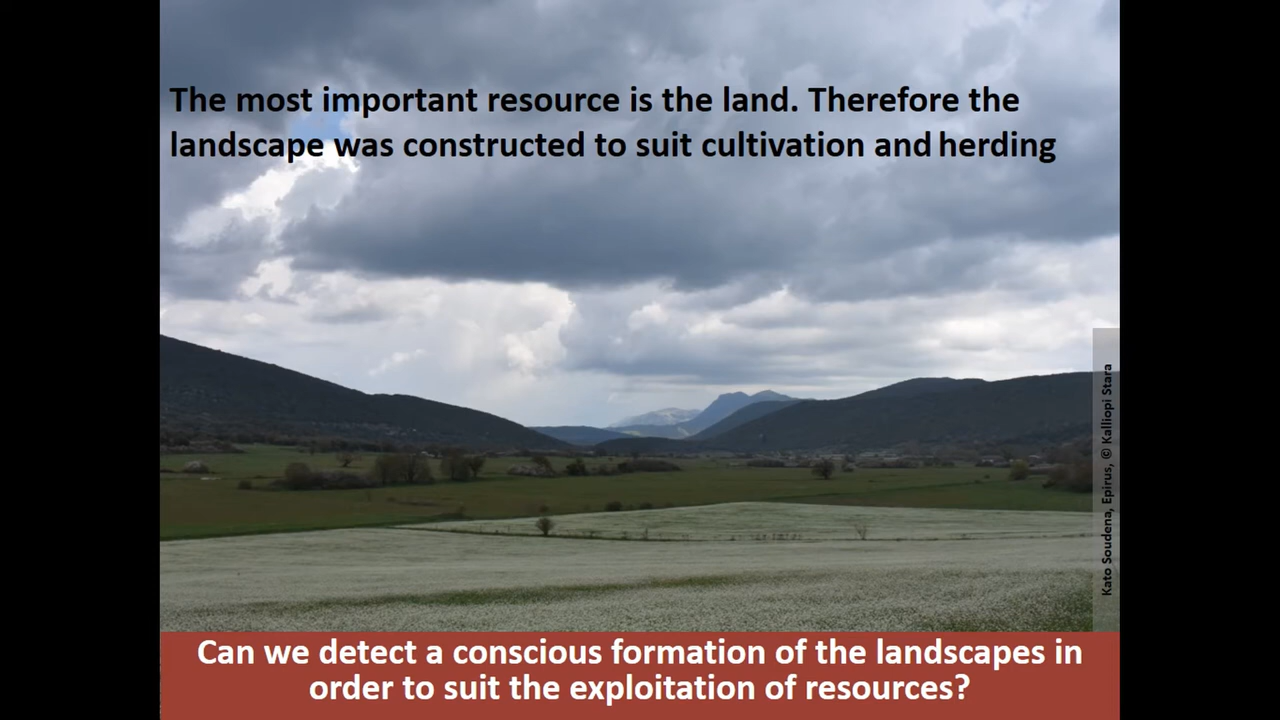 The most important resource is the land. Therefore the
landscape was constructed to suit cultivation and herding
Kato Soudena, Epirus, © Kalliopi Stara
Can we detect a conscious formation of the landscapes in
order to suit the exploitation of resources?